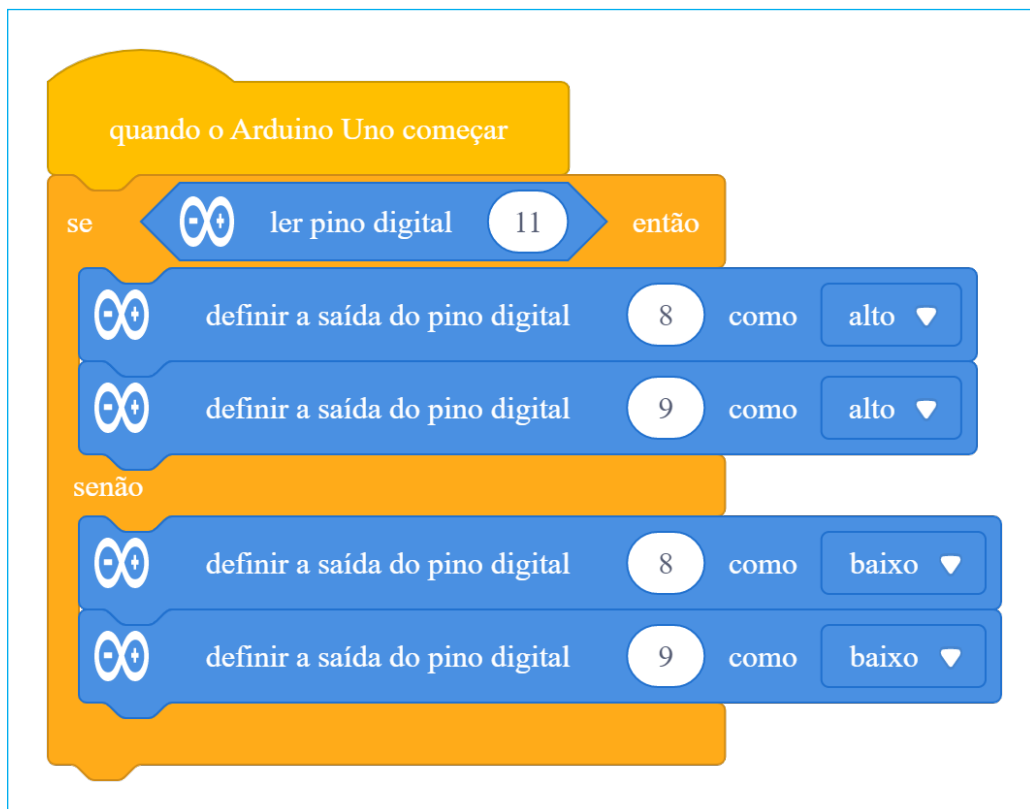 quando o Arduino Uno começar
se ler pino digital 11 então
definir a saída do pino digital 8 como alto
definir a saída do pino digital 9 como alto
senão
definir a saída do pino digital 8 como baixo
definir a saída do pino digital 9 como baixo